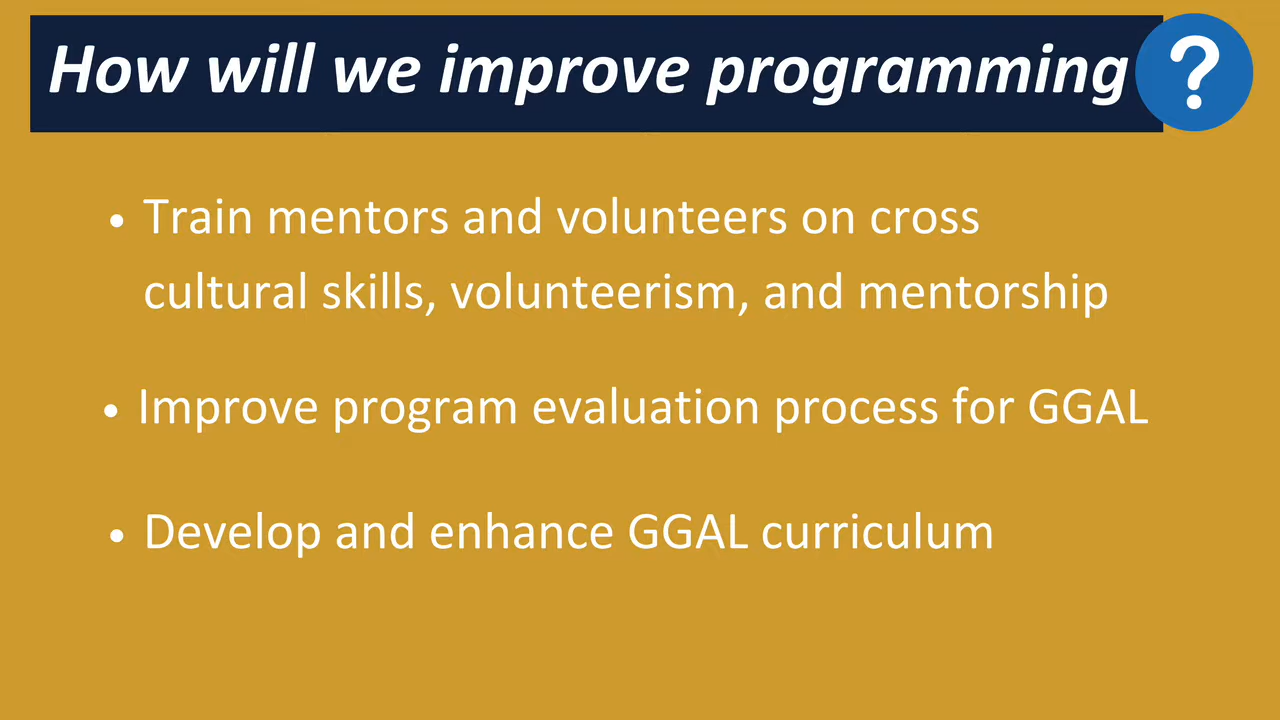 How will we improve programming ?
• Train mentors and volunteers on cross
cultural skills, volunteerism, and mentorship
• Improve program evaluation process for GGAL
• Develop and enhance GGAL curriculum